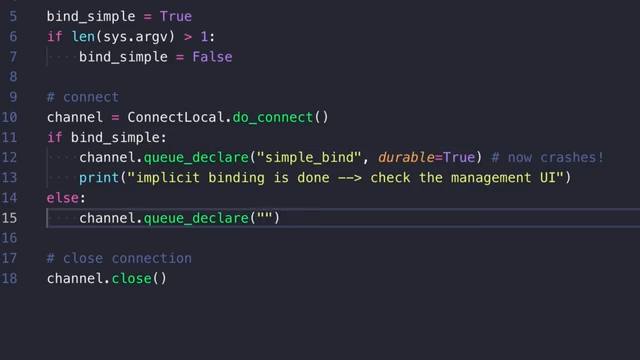 5 bind_simple = True
6 if len(sys.argv) > 1:
7 bind_simple = False
8
9 # connect
10 channel = ConnectLocal.do_connect()
11 if bind_simple:
12 channel.queue_declare("simple_bind", durable=True) # now crashes!
13 print("implicit binding is done --> check the management UI")
14 else:
15 channel.queue_declare("")
16
17 # close connection
18 channel.close()